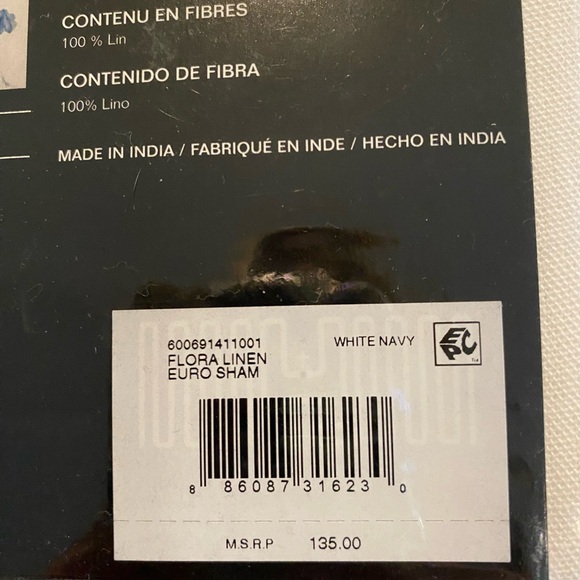 CONTENU EN FIBRES
100 % Lin
CONTENIDO DE FIBRA
100% Lino
MADE IN INDIA / FABRIQUÉ EN INDE / HECHO EN INDIA
600691411001 WHITE NAVY EPC
FLORA LINEN
EURO SHAM
8 86087 31623 0
M.S.R.P 135.00